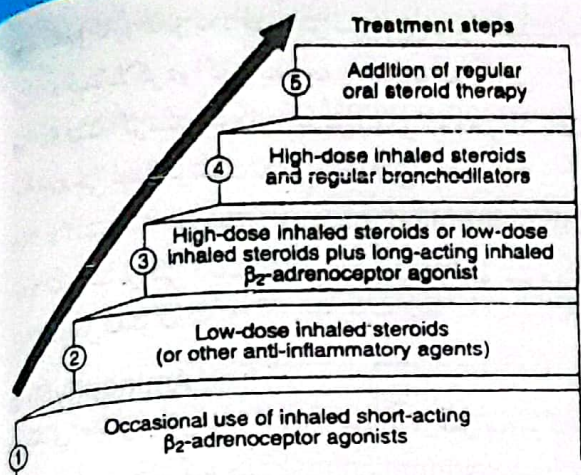 Treatment steps
5
Addition of regular
oral steroid therapy
4
High-dose inhaled steroids
and regular bronchodilators
3
High-dose inhaled steroids or low-dose
inhaled steroids plus long-acting inhaled
β₂-adrenoceptor agonist
2
Low-dose inhaled steroids
(or other anti-inflammatory agents)
1
Occasional use of inhaled short-acting
β₂-adrenoceptor agonists